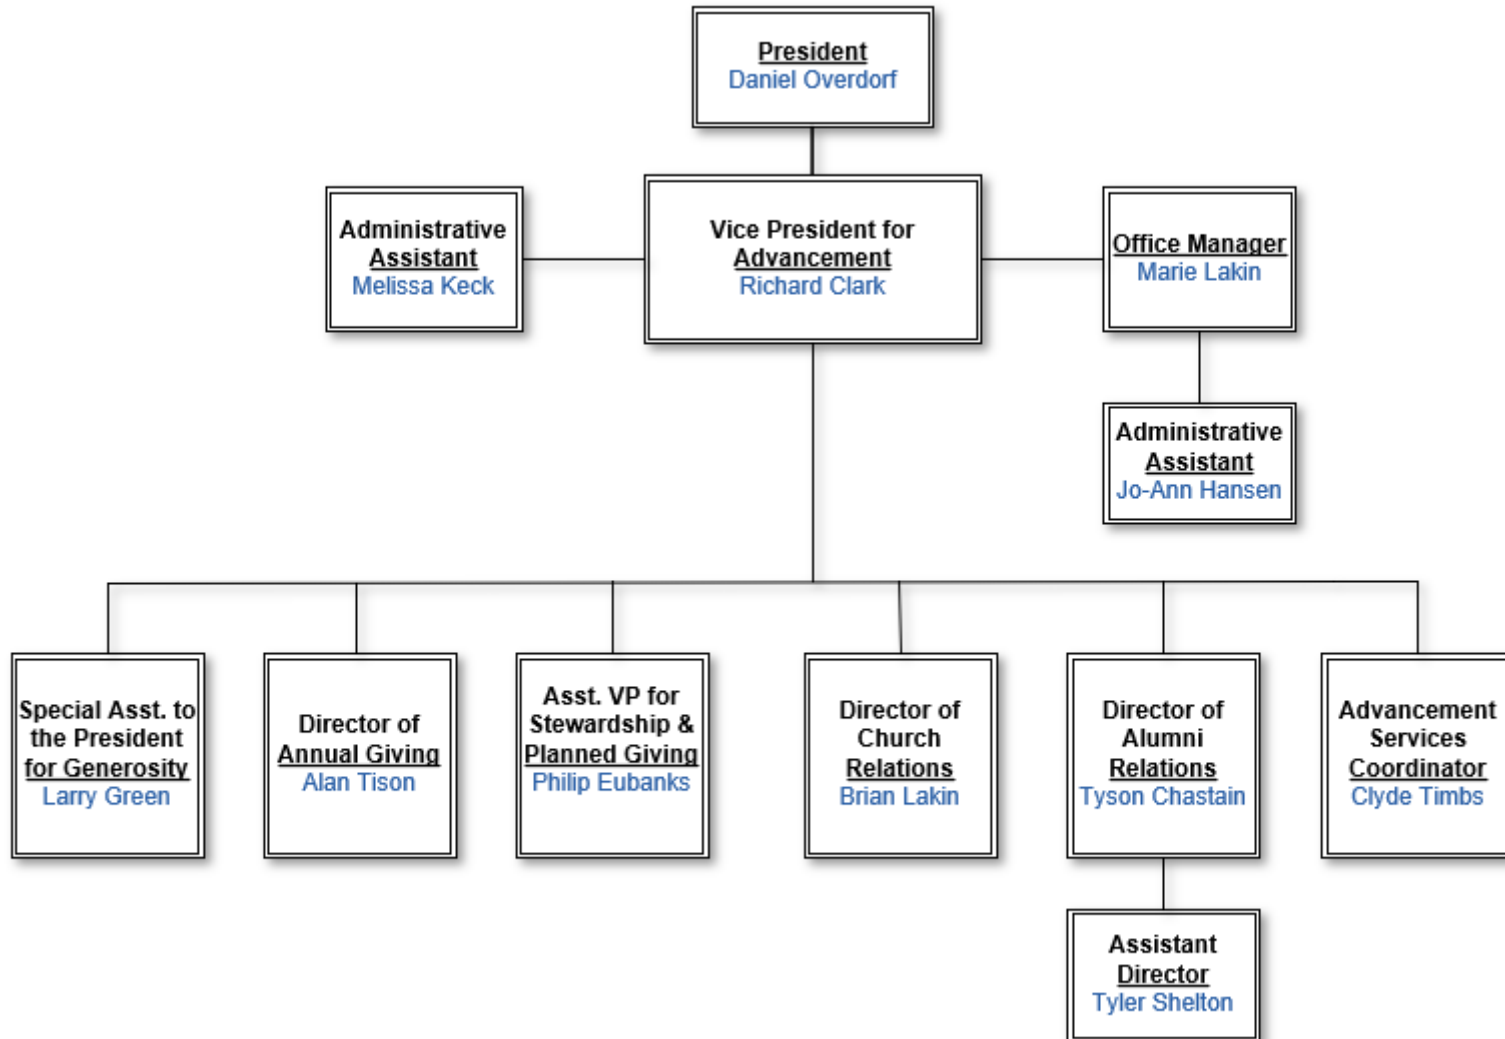 President
Daniel Overdorf
Administrative
Assistant
Melissa Keck
Vice President for
Advancement
Richard Clark
Office Manager
Marie Lakin
Administrative
Assistant
Jo-Ann Hansen
Special Asst. to
the President
for Generosity
Larry Green
Director of
Annual Giving
Alan Tison
Asst. VP for
Stewardship &
Planned Giving
Philip Eubanks
Director of
Church
Relations
Brian Lakin
Director of
Alumni
Relations
Tyson Chastain
Advancement
Services
Coordinator
Clyde Timbs
Assistant
Director
Tyler Shelton